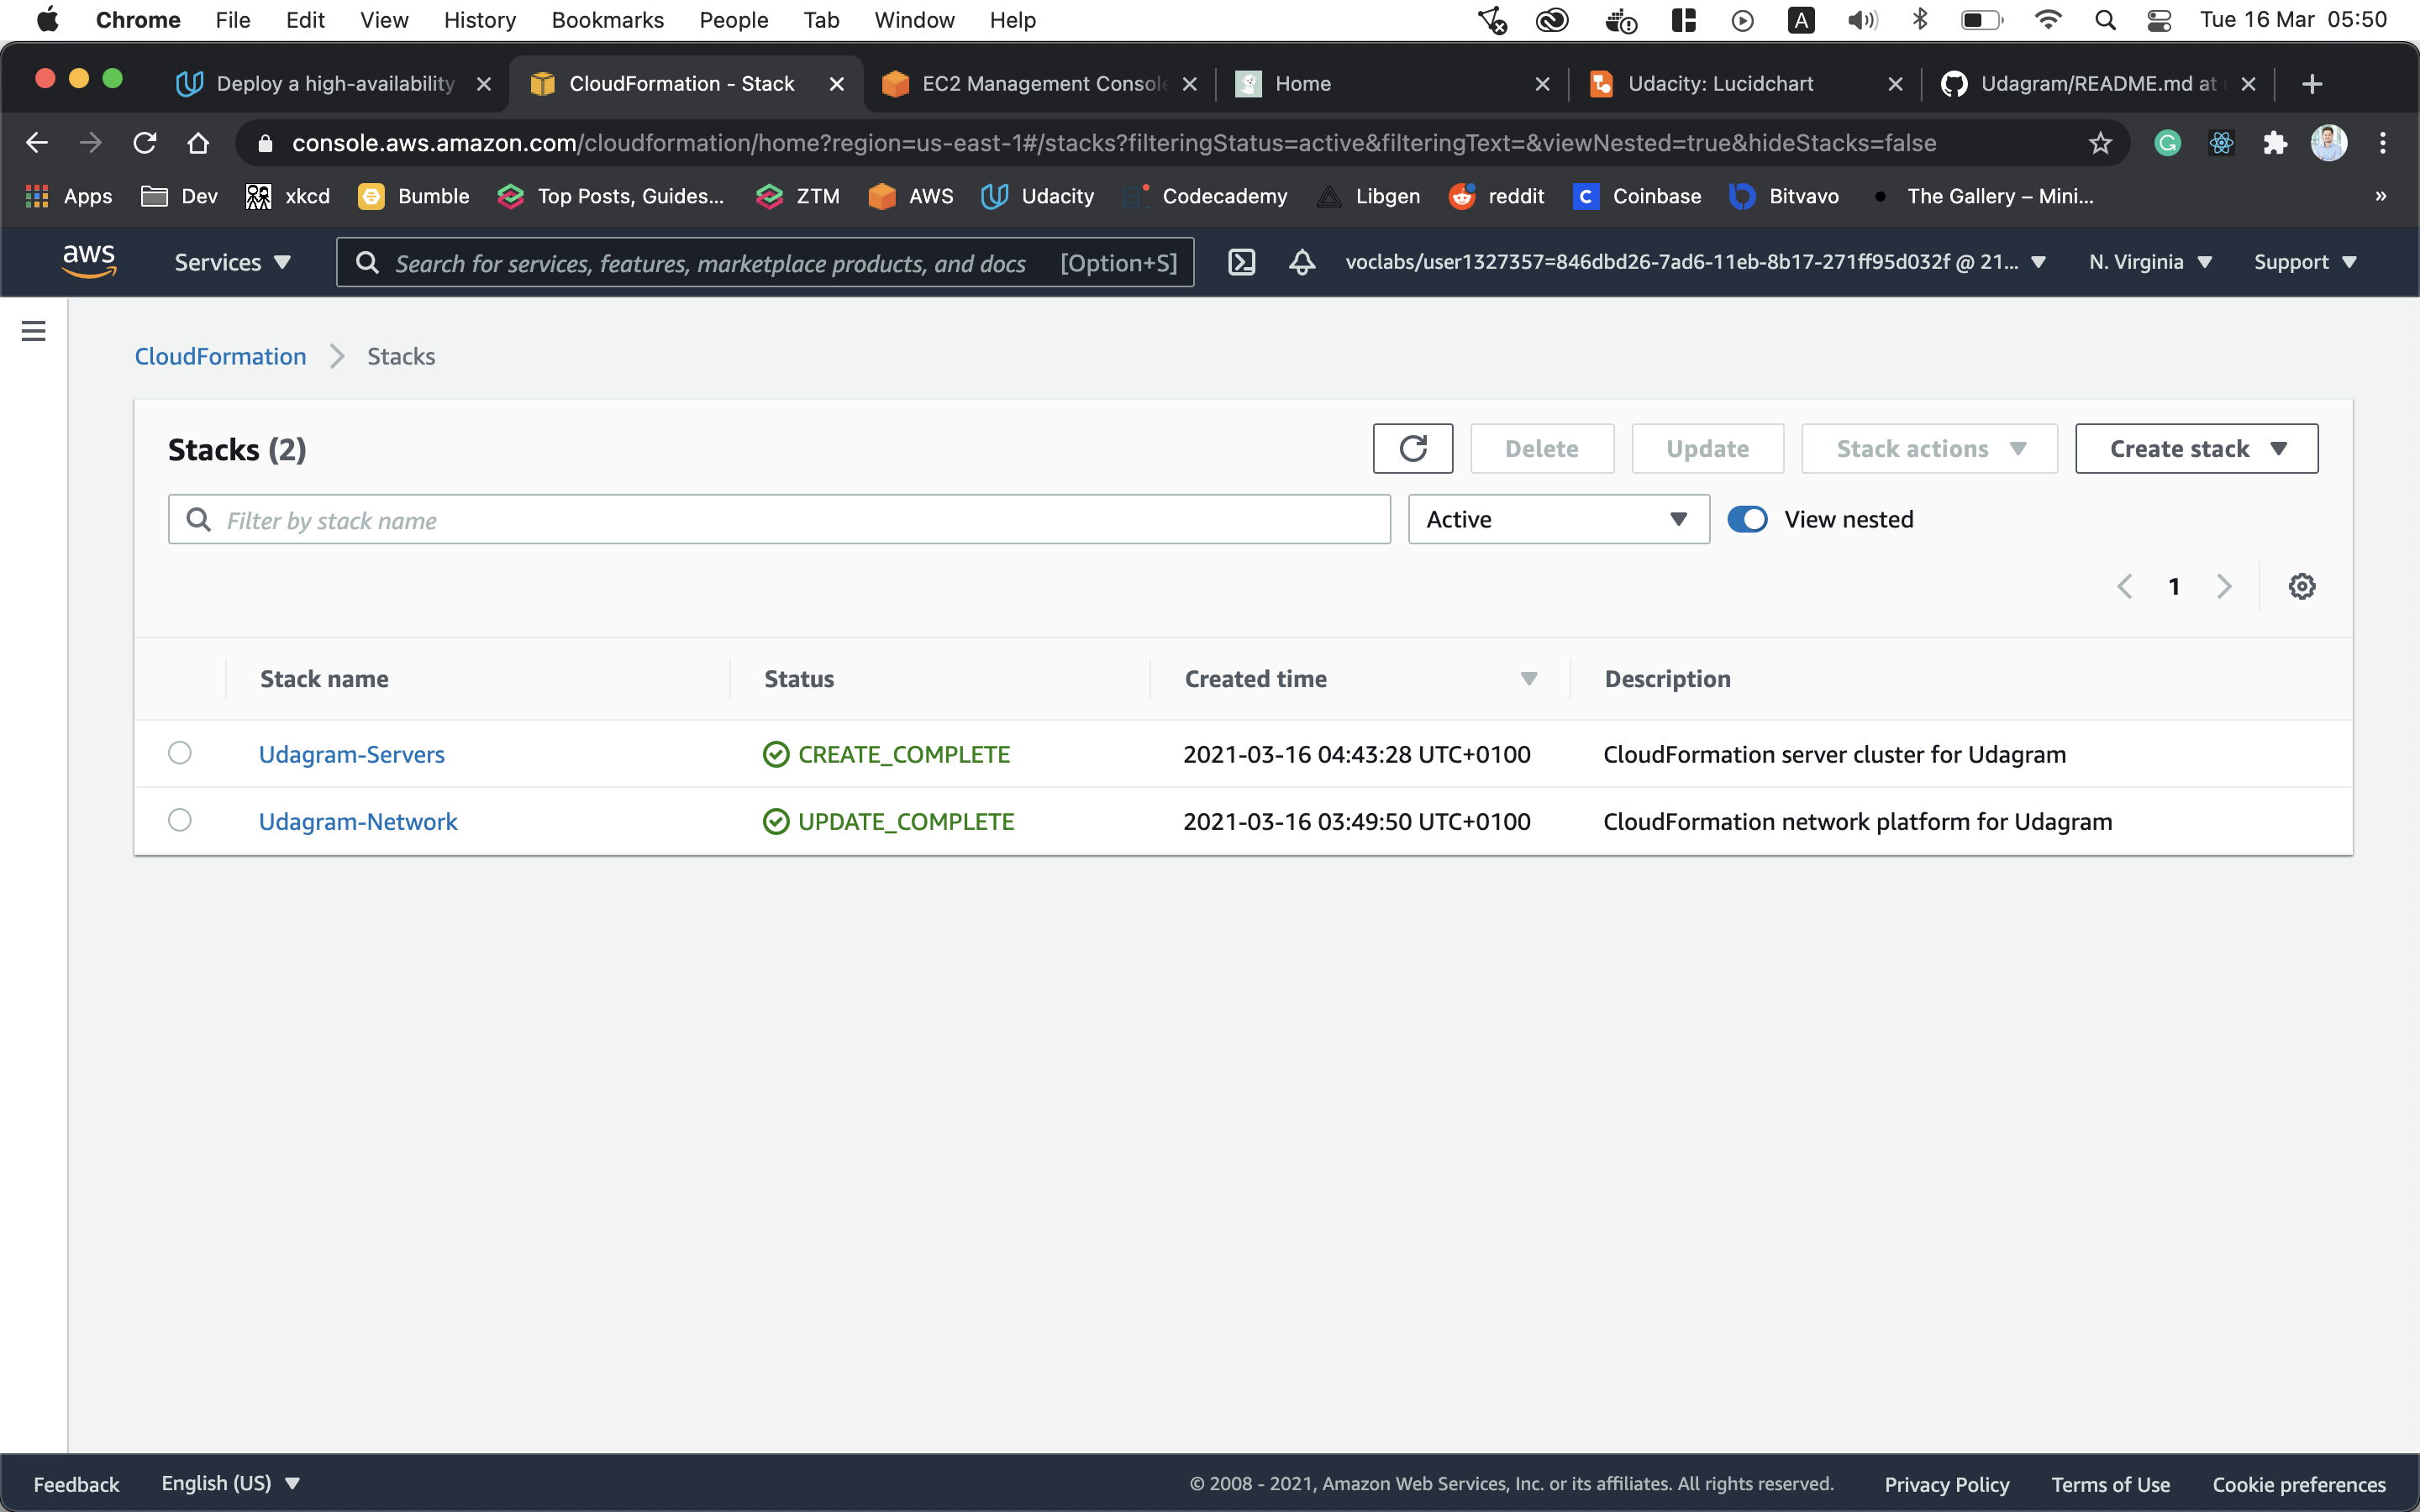 Chrome File Edit View History Bookmarks People Tab Window Help A Tue 16 Mar 05:50
Deploy a high-availability CloudFormation - Stack EC2 Management Console Home Udacity: Lucidchart Udagram/README.md at
console.aws.amazon.com/cloudformation/home?region=us-east-1#/stacks?filteringStatus=active&filteringText=&viewNested=true&hideStacks=false
Apps Dev xkcd Bumble Top Posts, Guides... ZTM AWS Udacity Codecademy Libgen reddit Coinbase Bitvavo The Gallery – Mini... »
aws Services Search for services, features, marketplace products, and docs [Option+S] voclabs/user1327357=846dbd26-7ad6-11eb-8b17-271ff95d032f @ 21... N. Virginia Support
CloudFormation Stacks
Stacks (2) Delete Update Stack actions Create stack
Filter by stack name Active View nested
1
Stack name Status Created time Description
Udagram-Servers CREATE_COMPLETE 2021-03-16 04:43:28 UTC+0100 CloudFormation server cluster for Udagram
Udagram-Network UPDATE_COMPLETE 2021-03-16 03:49:50 UTC+0100 CloudFormation network platform for Udagram
Feedback English (US) © 2008 - 2021, Amazon Web Services, Inc. or its affiliates. All rights reserved. Privacy Policy Terms of Use Cookie preferences